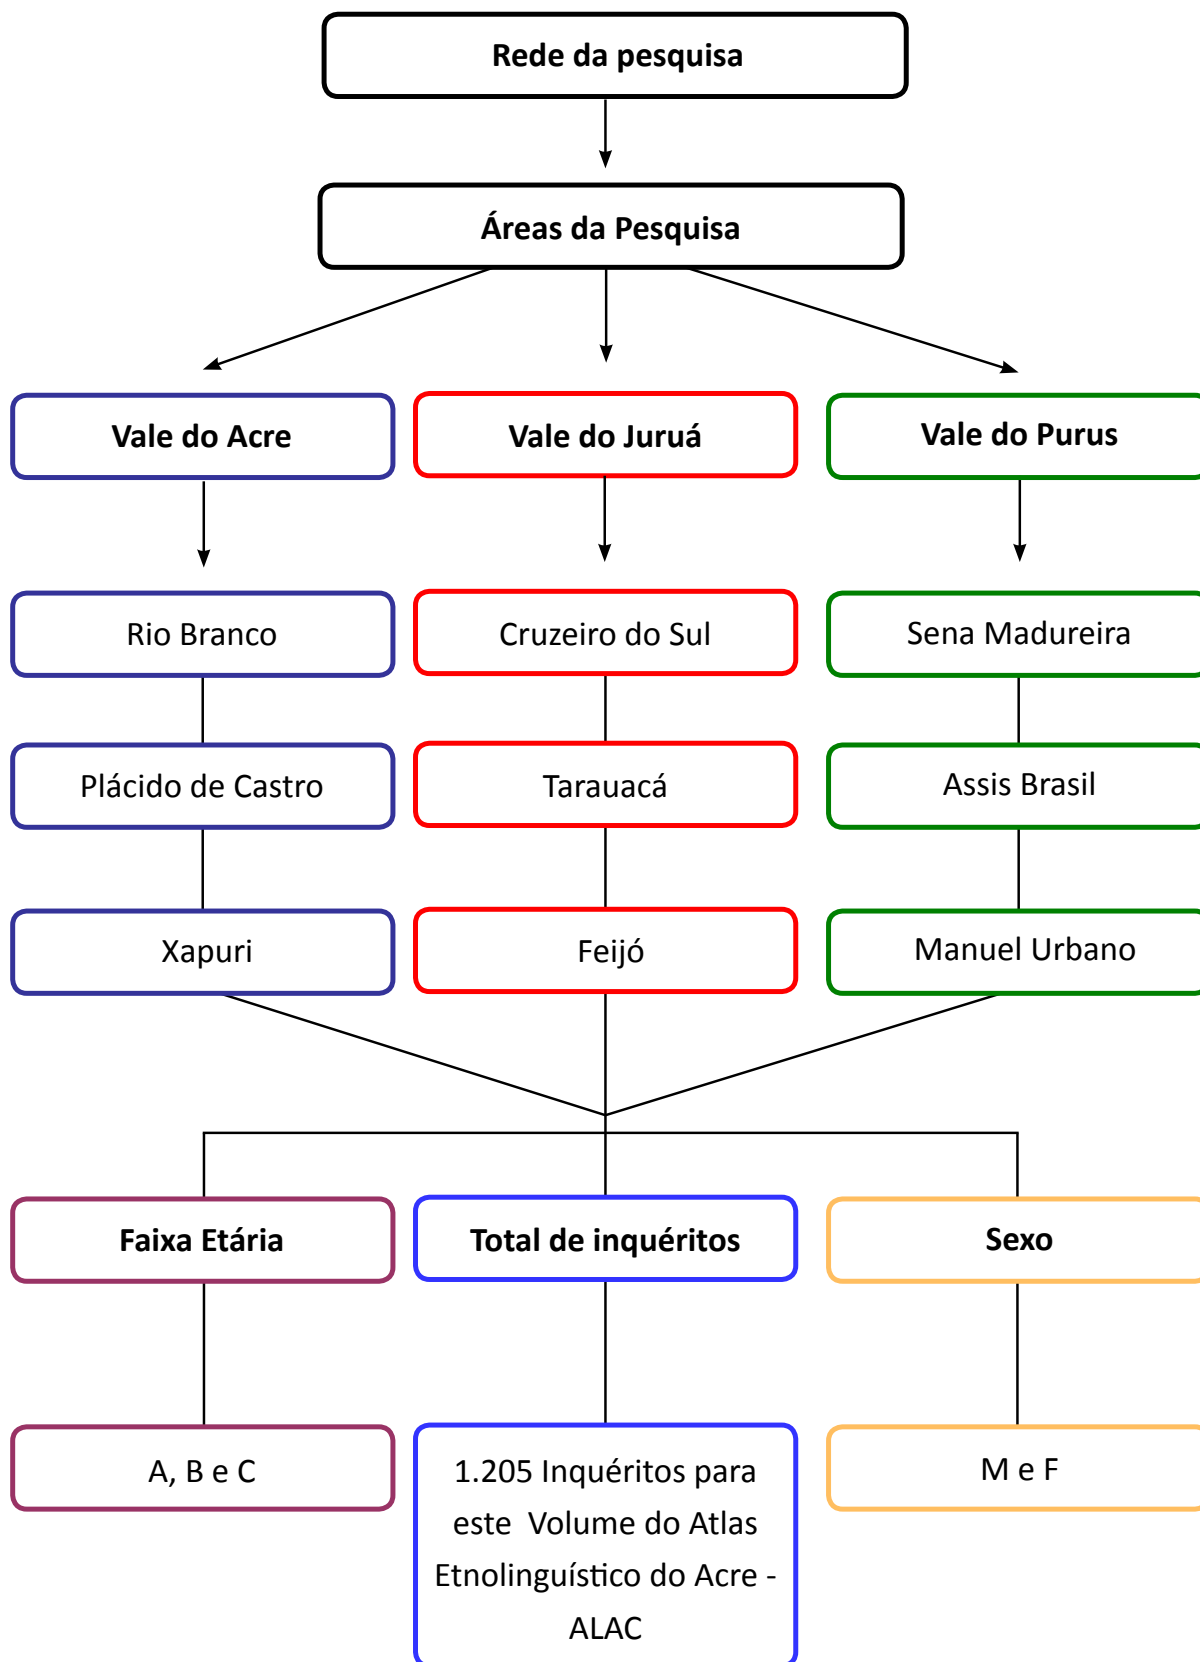 Rede da pesquisa
Áreas da Pesquisa
Vale do Acre
Vale do Juruá
Vale do Purus
Rio Branco
Cruzeiro do Sul
Sena Madureira
Plácido de Castro
Tarauacá
Assis Brasil
Xapuri
Feijó
Manuel Urbano
Faixa Etária
Total de inquéritos
Sexo
A, B e C
1.205 Inquéritos para
este Volume do Atlas
Etnolinguístico do Acre -
ALAC
M e F